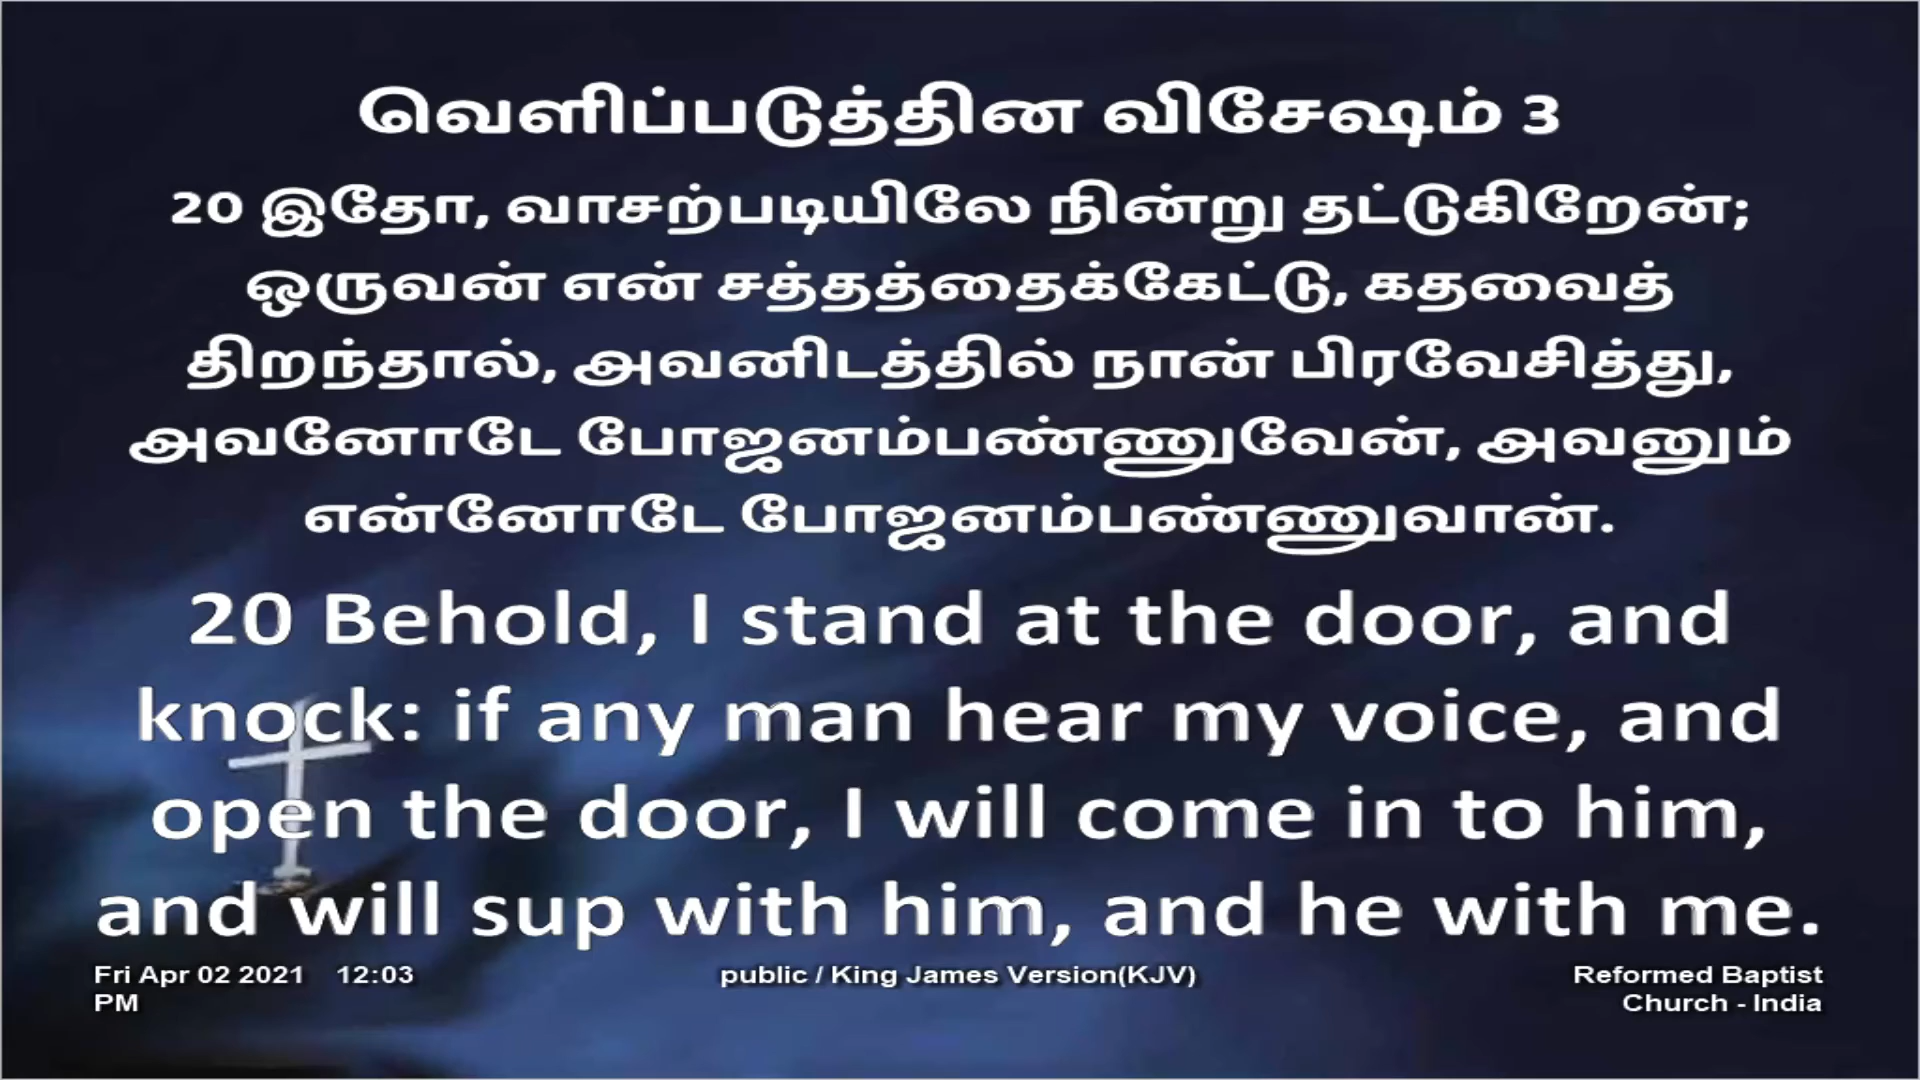 வெளிப்படுத்தின விசேஷம் 3
20 இதோ, வாசற்படியிலே நின்று தட்டுகிறேன்;
ஒருவன் என் சத்தத்தைக்கேட்டு, கதவைத்
திறந்தால், அவனிடத்தில் நான் பிரவேசித்து,
அவனோடே போஜனம்பண்ணுவேன், அவனும்
என்னோடே போஜனம்பண்ணுவான்.
20 Behold, I stand at the door, and
knock: if any man hear my voice, and
open the door, I will come in to him,
and will sup with him, and he with me.
Fri Apr 02 2021 12:03
PM
public / King James Version(KJV)
Reformed Baptist
Church - India